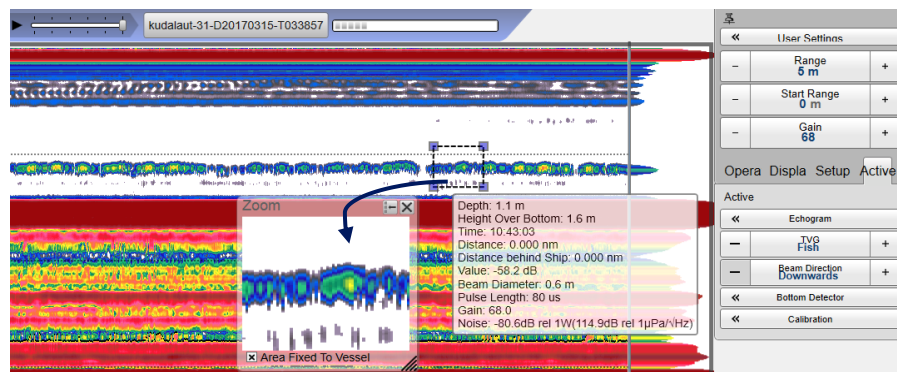 kudalaut-31-D20170315-T033857
«
User Settings
−
Range
5 m
+
−
Start Range
0 m
+
−
Gain
68
+
Opera Displa Setup Active
Active
«
Echogram
−
TVG
Fish
+
−
Beam Direction
Downwards
+
«
Bottom Detector
«
Calibration
Zoom
Area Fixed To Vessel
Depth: 1.1 m
Height Over Bottom: 1.6 m
Time: 10:43:03
Distance: 0.000 nm
Distance behind Ship: 0.000 nm
Value: -58.2 dB
Beam Diameter: 0.6 m
Pulse Length: 80 us
Gain: 68.0
Noise: -80.6dB rel 1W(114.9dB rel 1µPa/√Hz)